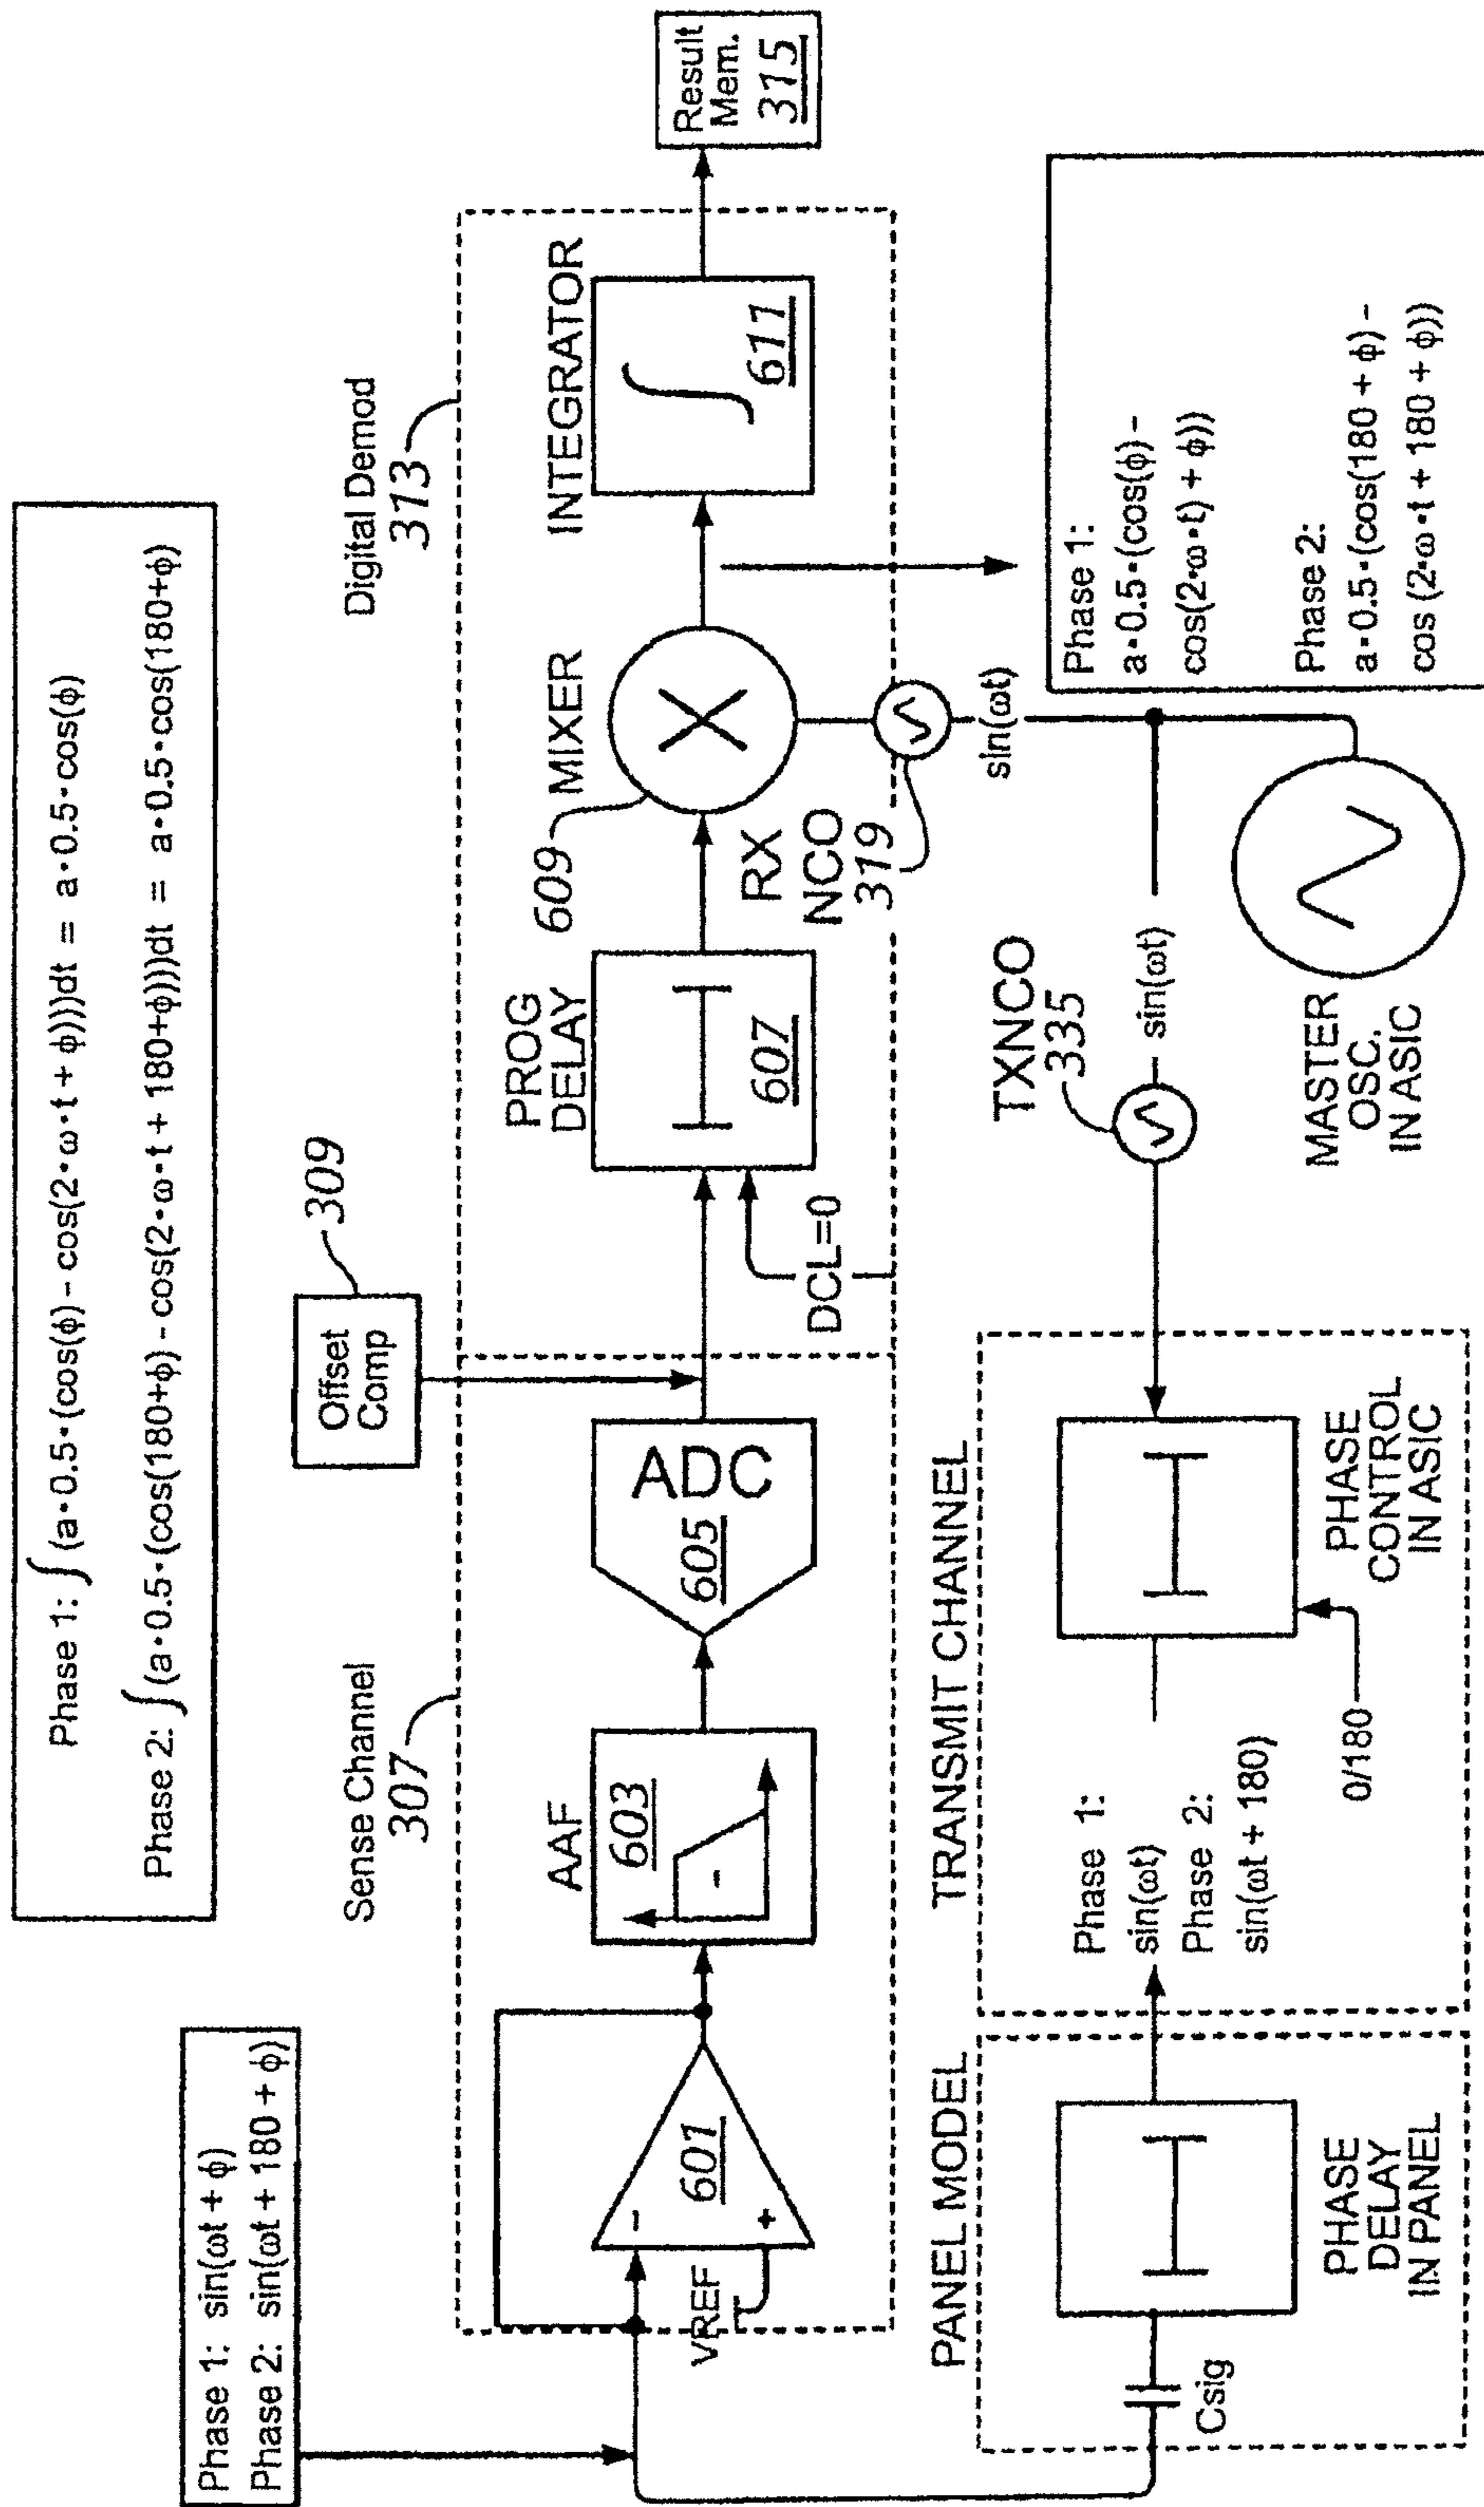 Phase 1: ∫(a•0.5•(cos(ϕ) – cos(2•ω•t + ϕ)))dt = a•0.5•cos(ϕ)
Phase 2: ∫(a•0.5•(cos(180+ϕ) – cos(2•ω•t + 180+ϕ)))dt = a•0.5•cos(180+ϕ)
Phase 1: sin(ωt + ϕ)
Phase 2: sin(ωt + 180 + ϕ)
Offset
Comp
309
Sense Channel
307
Digital Demod
313
601
–
+
VREF
AAF
603
-
ADC
605
PROG
DELAY
607
DCL=0
MIXER
609
INTEGRATOR
∫
611
Result
Mem.
315
RX
NCO
319
sin(ωt)
PANEL MODEL
Csig
PHASE
DELAY
IN PANEL
TRANSMIT CHANNEL
Phase 1:
sin(ωt)
Phase 2:
sin(ωt + 180)
0/180
PHASE
CONTROL
IN ASIC
TXNCO
335
sin(ωt)
MASTER
OSC.
IN ASIC
Phase 1:
a•0.5•(cos(ϕ) –
cos(2•ω•t) + ϕ))
Phase 2:
a•0.5•(cos(180 + ϕ) –
cos (2•ω•t + 180 + ϕ))